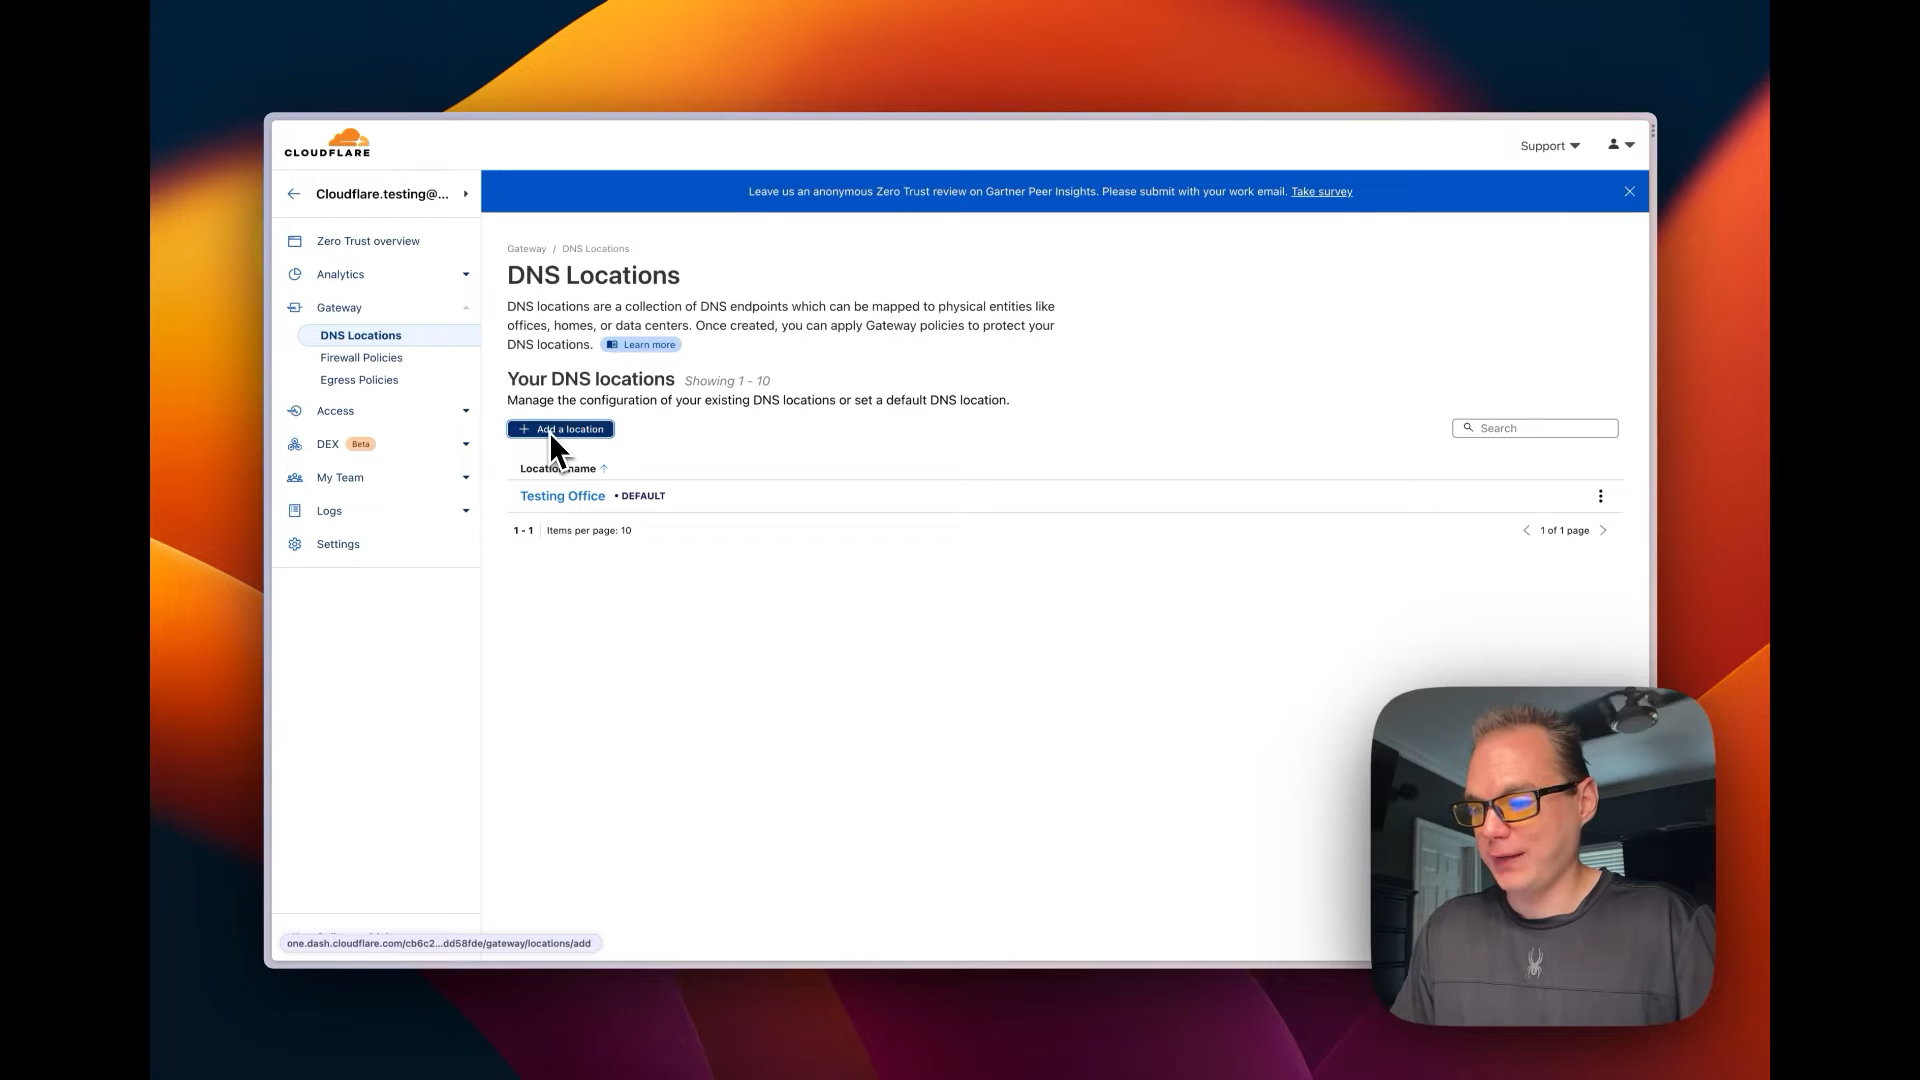 CLOUDFLARE
Support
Cloudflare.testing@...
Leave us an anonymous Zero Trust review on Gartner Peer Insights. Please submit with your work email. Take survey
Zero Trust overview
Analytics
Gateway
DNS Locations
Firewall Policies
Egress Policies
Access
DEX Beta
My Team
Logs
Settings
Gateway / DNS Locations
DNS Locations
DNS locations are a collection of DNS endpoints which can be mapped to physical entities like
offices, homes, or data centers. Once created, you can apply Gateway policies to protect your
DNS locations. Learn more
Your DNS locations Showing 1 - 10
Manage the configuration of your existing DNS locations or set a default DNS location.
+ Add a location
Search
Location name ↑
Testing Office • DEFAULT
1 - 1 Items per page: 10
1 of 1 page
one.dash.cloudflare.com/cb6c2...dd58fde/gateway/locations/add